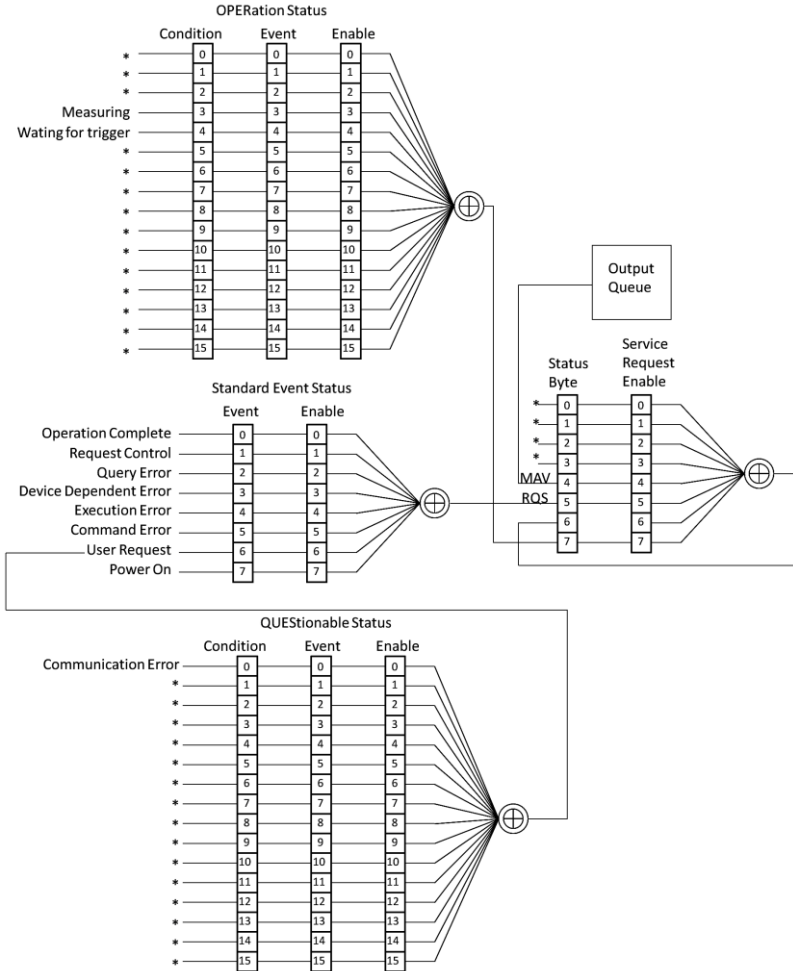 OPERation Status
Condition Event Enable
* 0 0 0
* 1 1 1
* 2 2 2
Measuring 3 3 3
Wating for trigger 4 4 4
* 5 5 5
* 6 6 6
* 7 7 7
* 8 8 8
* 9 9 9
* 10 10 10
* 11 11 11
* 12 12 12
* 13 13 13
* 14 14 14
* 15 15 15
Output
Queue
Status
Byte
Service
Request
Enable
* 0 0
* 1 1
* 2 2
* 3 3
MAV 4 4
RQS 5 5
6 6
7 7
Standard Event Status
Event Enable
Operation Complete 0 0
Request Control 1 1
Query Error 2 2
Device Dependent Error 3 3
Execution Error 4 4
Command Error 5 5
User Request 6 6
Power On 7 7
QUEStionable Status
Condition Event Enable
Communication Error 0 0 0
* 1 1 1
* 2 2 2
* 3 3 3
* 4 4 4
* 5 5 5
* 6 6 6
* 7 7 7
* 8 8 8
* 9 9 9
* 10 10 10
* 11 11 11
* 12 12 12
* 13 13 13
* 14 14 14
* 15 15 15